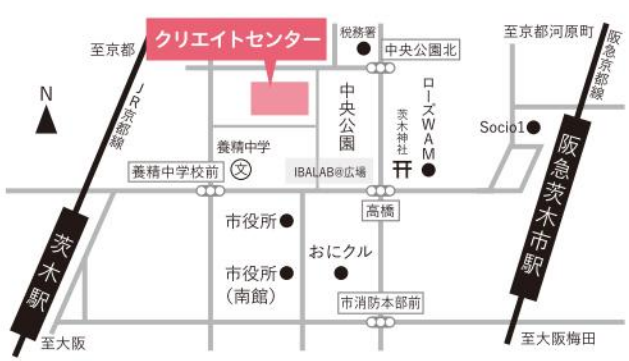 税務署
至京都河原町
クリエイトセンター
中央公園北
阪急京都線
至京都
JR京都線
N
中央公園
ローズWAM
茨木神社
Socio1
養精中学
文
養精中学校前
IBALAB@広場
阪急茨木市駅
高橋
市役所
おにクル
茨木駅
市役所
(南館)
市消防本部前
至大阪
至大阪梅田